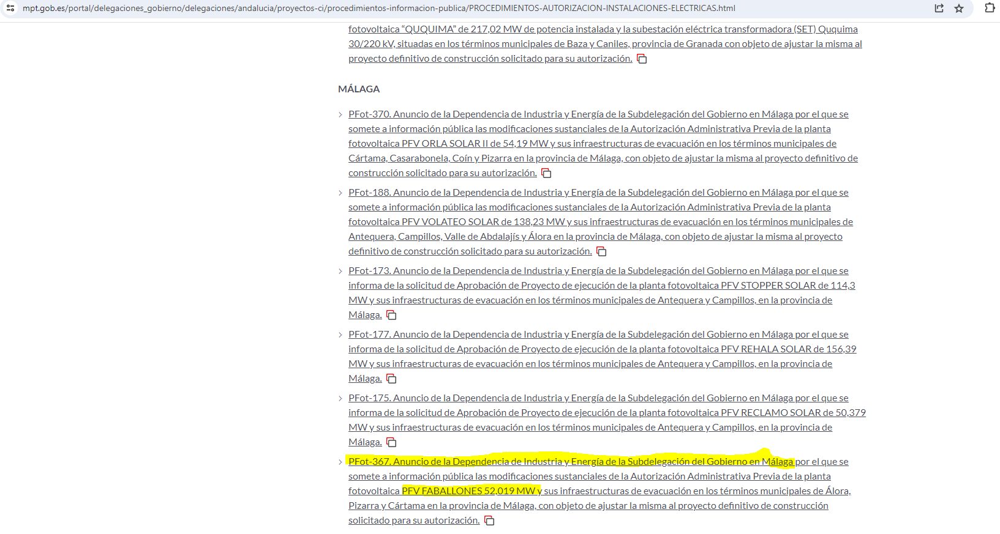 mpt.gob.es/portal/delegaciones_gobierno/delegaciones/andalucia/proyectos-ci/procedimientos-informacion-publica/PROCEDIMIENTOS-AUTORIZACION-INSTALACIONES-ELECTRICAS.html
fotovoltaica “QUQUIMA” de 217,02 MW de potencia instalada y la subestación eléctrica transformadora (SET) Ququima
30/220 kV, situadas en los términos municipales de Baza y Caniles, provincia de Granada con objeto de ajustar la misma al
proyecto definitivo de construcción solicitado para su autorización.
MÁLAGA
PFot-370. Anuncio de la Dependencia de Industria y Energía de la Subdelegación del Gobierno en Málaga por el que se
somete a información pública las modificaciones sustanciales de la Autorización Administrativa Previa de la planta
fotovoltaica PFV ORLA SOLAR II de 54,19 MW y sus infraestructuras de evacuación en los términos municipales de
Cártama, Casarabonela, Coín y Pizarra en la provincia de Málaga, con objeto de ajustar la misma al proyecto definitivo de
construcción solicitado para su autorización.
PFot-188. Anuncio de la Dependencia de Industria y Energía de la Subdelegación del Gobierno en Málaga por el que se
somete a información pública las modificaciones sustanciales de la Autorización Administrativa Previa de la planta
fotovoltaica PFV VOLATEO SOLAR de 138,23 MW y sus infraestructuras de evacuación en los términos municipales de
Antequera, Campillos, Valle de Abdalajís y Álora en la provincia de Málaga, con objeto de ajustar la misma al proyecto
definitivo de construcción solicitado para su autorización.
PFot-173. Anuncio de la Dependencia de Industria y Energía de la Subdelegación del Gobierno en Málaga por el que se
informa de la solicitud de Aprobación de Proyecto de ejecución de la planta fotovoltaica PFV STOPPER SOLAR de 114,3
MW y sus infraestructuras de evacuación en los términos municipales de Antequera y Campillos, en la provincia de
Málaga.
PFot-177. Anuncio de la Dependencia de Industria y Energía de la Subdelegación del Gobierno en Málaga por el que se
informa de la solicitud de Aprobación de Proyecto de ejecución de la planta fotovoltaica PFV REHALA SOLAR de 156,39
MW y sus infraestructuras de evacuación en los términos municipales de Antequera y Campillos, en la provincia de
Málaga.
PFot-175. Anuncio de la Dependencia de Industria y Energía de la Subdelegación del Gobierno en Málaga por el que se
informa de la solicitud de Aprobación de Proyecto de ejecución de la planta fotovoltaica PFV RECLAMO SOLAR de 50,379
MW y sus infraestructuras de evacuación en los términos municipales de Antequera y Campillos, en la provincia de
Málaga.
PFot-367. Anuncio de la Dependencia de Industria y Energía de la Subdelegación del Gobierno en Málaga por el que se
somete a información pública las modificaciones sustanciales de la Autorización Administrativa Previa de la planta
fotovoltaica PFV FABALLONES 52,019 MW y sus infraestructuras de evacuación en los términos municipales de Álora,
Pizarra y Cártama en la provincia de Málaga, con objeto de ajustar la misma al proyecto definitivo de construcción
solicitado para su autorización.